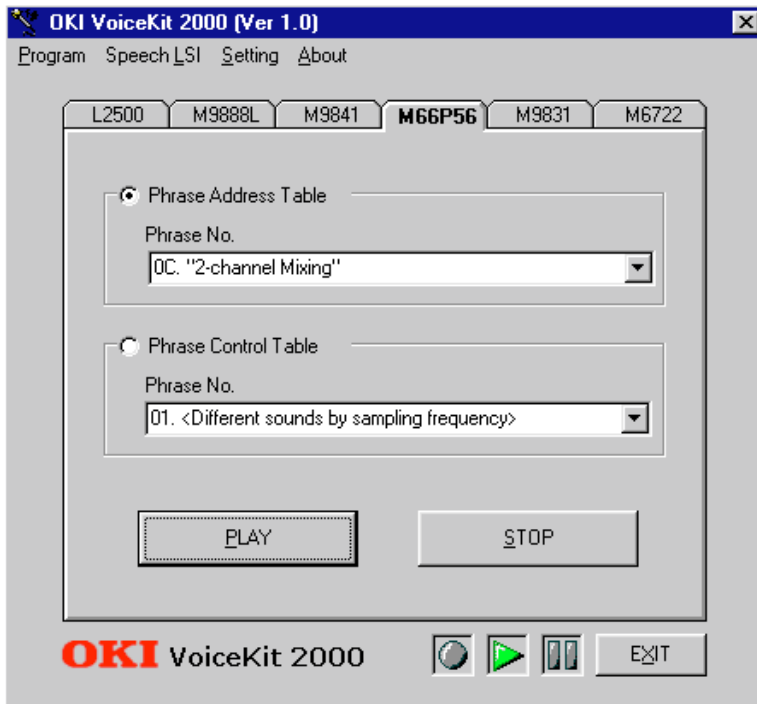 OKI VoiceKit 2000 (Ver 1.0)
Program Speech LSI Setting About
L2500 M9888L M9841 M66P56 M9831 M6722
Phrase Address Table
Phrase No.
0C. "2-channel Mixing"
Phrase Control Table
Phrase No.
01. <Different sounds by sampling frequency>
PLAY STOP
OKI VoiceKit 2000 EXIT